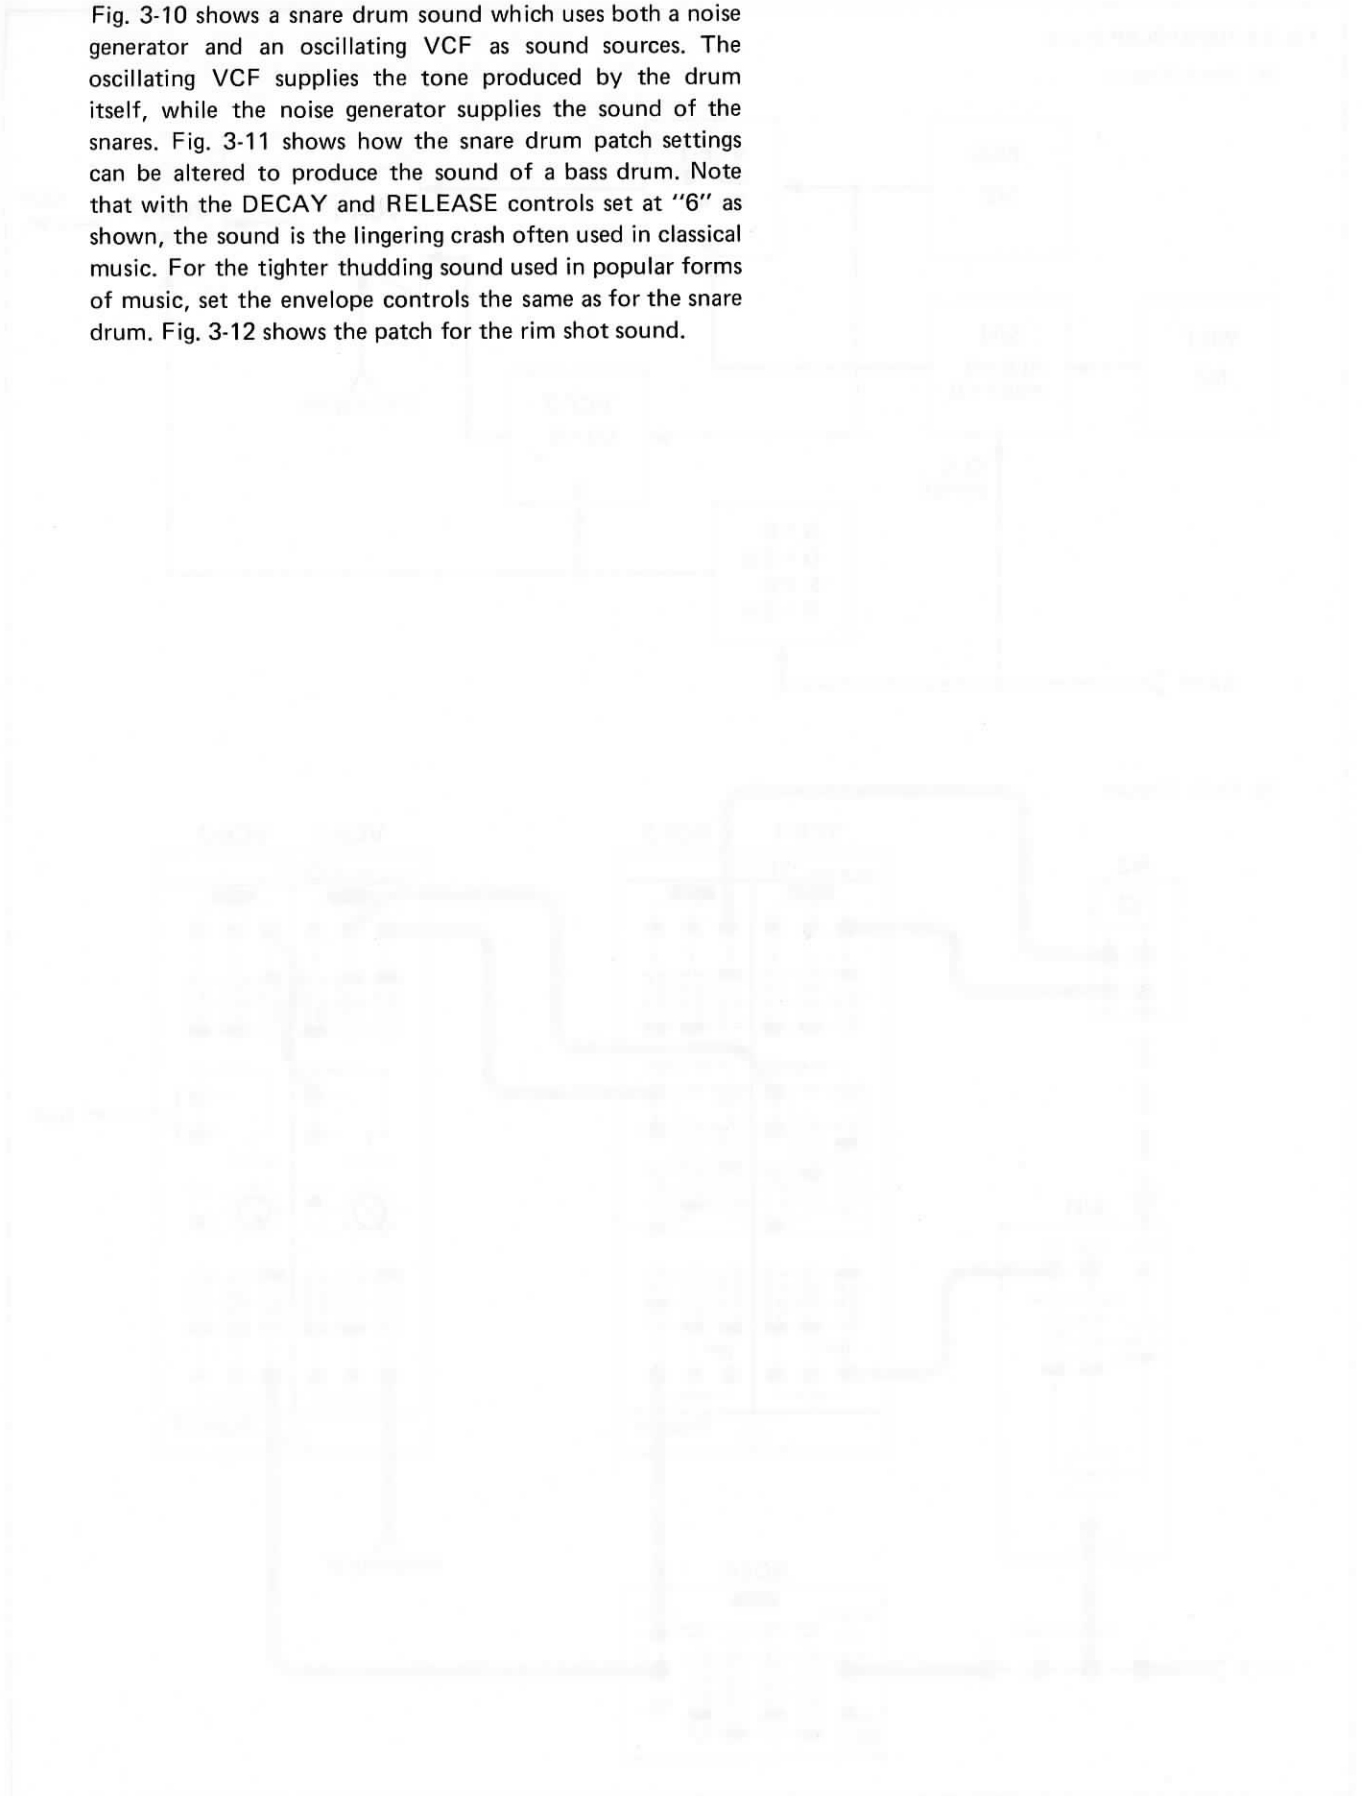 Fig. 3-10 shows a snare drum sound which uses both a noise
generator and an oscillating VCF as sound sources. The
oscillating VCF supplies the tone produced by the drum
itself, while the noise generator supplies the sound of the
snares. Fig. 3-11 shows how the snare drum patch settings
can be altered to produce the sound of a bass drum. Note
that with the DECAY and RELEASE controls set at ″6″ as
shown, the sound is the lingering crash often used in classical
music. For the tighter thudding sound used in popular forms
of music, set the envelope controls the same as for the snare
drum. Fig. 3-12 shows the patch for the rim shot sound.